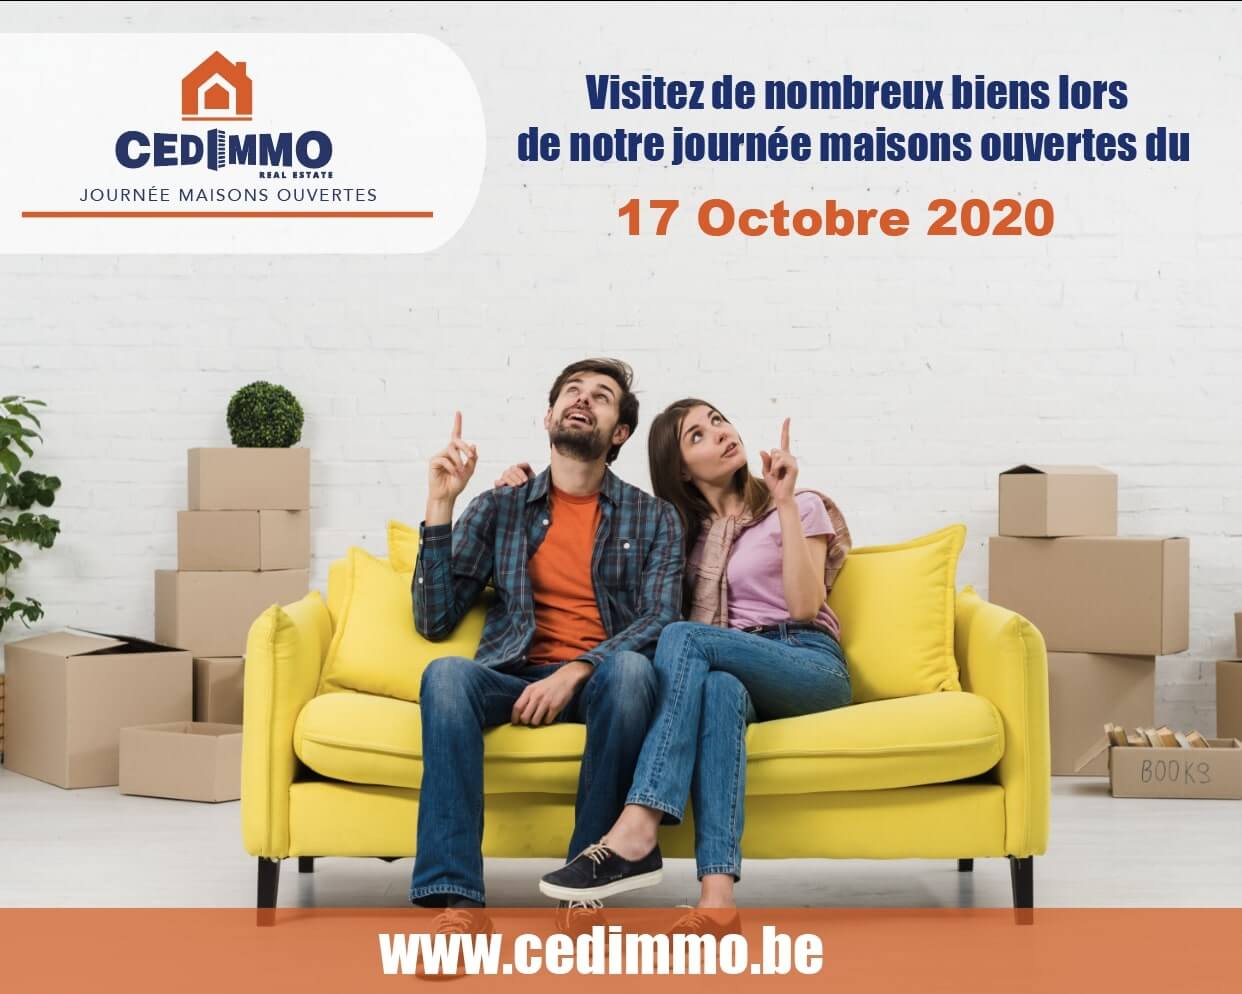 CEDIMMO
REAL ESTATE
JOURNÉE MAISONS OUVERTES
Visitez de nombreux biens lors
de notre journée maisons ouvertes du
17 Octobre 2020
BOOKS
www.cedimmo.be